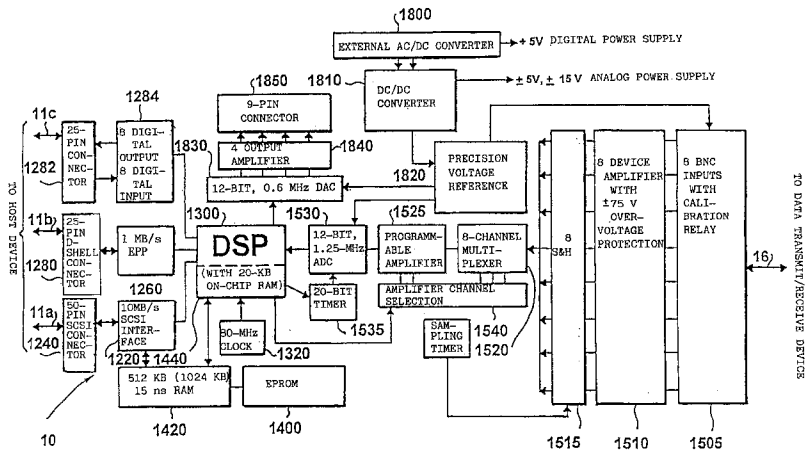 1800
EXTERNAL AC/DC CONVERTER
+5V DIGITAL POWER SUPPLY
1810
DC/DC
CONVERTER
±5V, ± 15 V ANALOG POWER SUPPLY
1850
9-PIN
CONNECTOR
1284
11c
25-
PIN
CON-
NEC-
TOR
1282
8 DIGI-
TAL
OUTPUT
8 DIGI-
TAL
INPUT
1830
4 OUTPUT
AMPLIFIER
1840
12-BIT, 0.6 MHz DAC
1820
PRECISION
VOLTAGE
REFERENCE
TO HOST DEVICE
11b
25-
PIN
D-
SHELL
CON-
NEC-
TOR
1280
1 MB/s
EPP
1300
DSP
(WITH 20-KB
ON-CHIP RAM)
1530
12-BIT,
1.25-MHz
ADC
1525
PROGRAMM-
ABLE
AMPLIFIER
8-CHANNEL
MULTI-
PLEXER
8
S&H
8 DEVICE
AMPLIFIER
WITH
±75 V
OVER-
VOLTAGE
PROTECTION
8 BNC
INPUTS
WITH
CALI-
BRATION
RELAY
16
TO DATA TRANSMIT/RECEIVE DEVICE
20-BIT
TIMER
1535
AMPLIFIER CHANNEL
SELECTION
1540
1520
11a
50-
PIN
SCSI
CON-
NEC-
TOR
1240
1260
10MB/s
SCSI
INTER-
FACE
1220
1440
80-MHz
CLOCK
1320
SAM-
PLING
TIMER
512 KB (1024 KB)
15 ns RAM
EPROM
10
1420
1400
1515
1510
1505